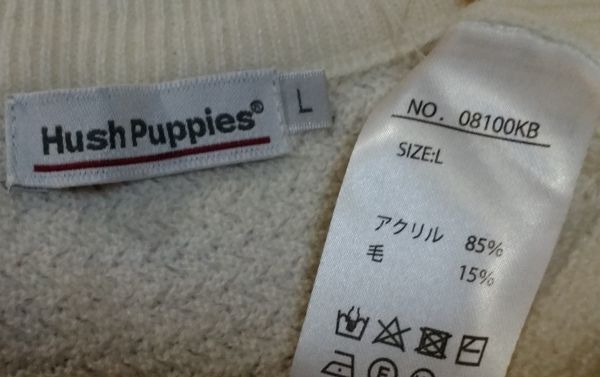 Hush Puppies®
L
NO. 08100KB
SIZE:L
アクリル 85%
毛 15%